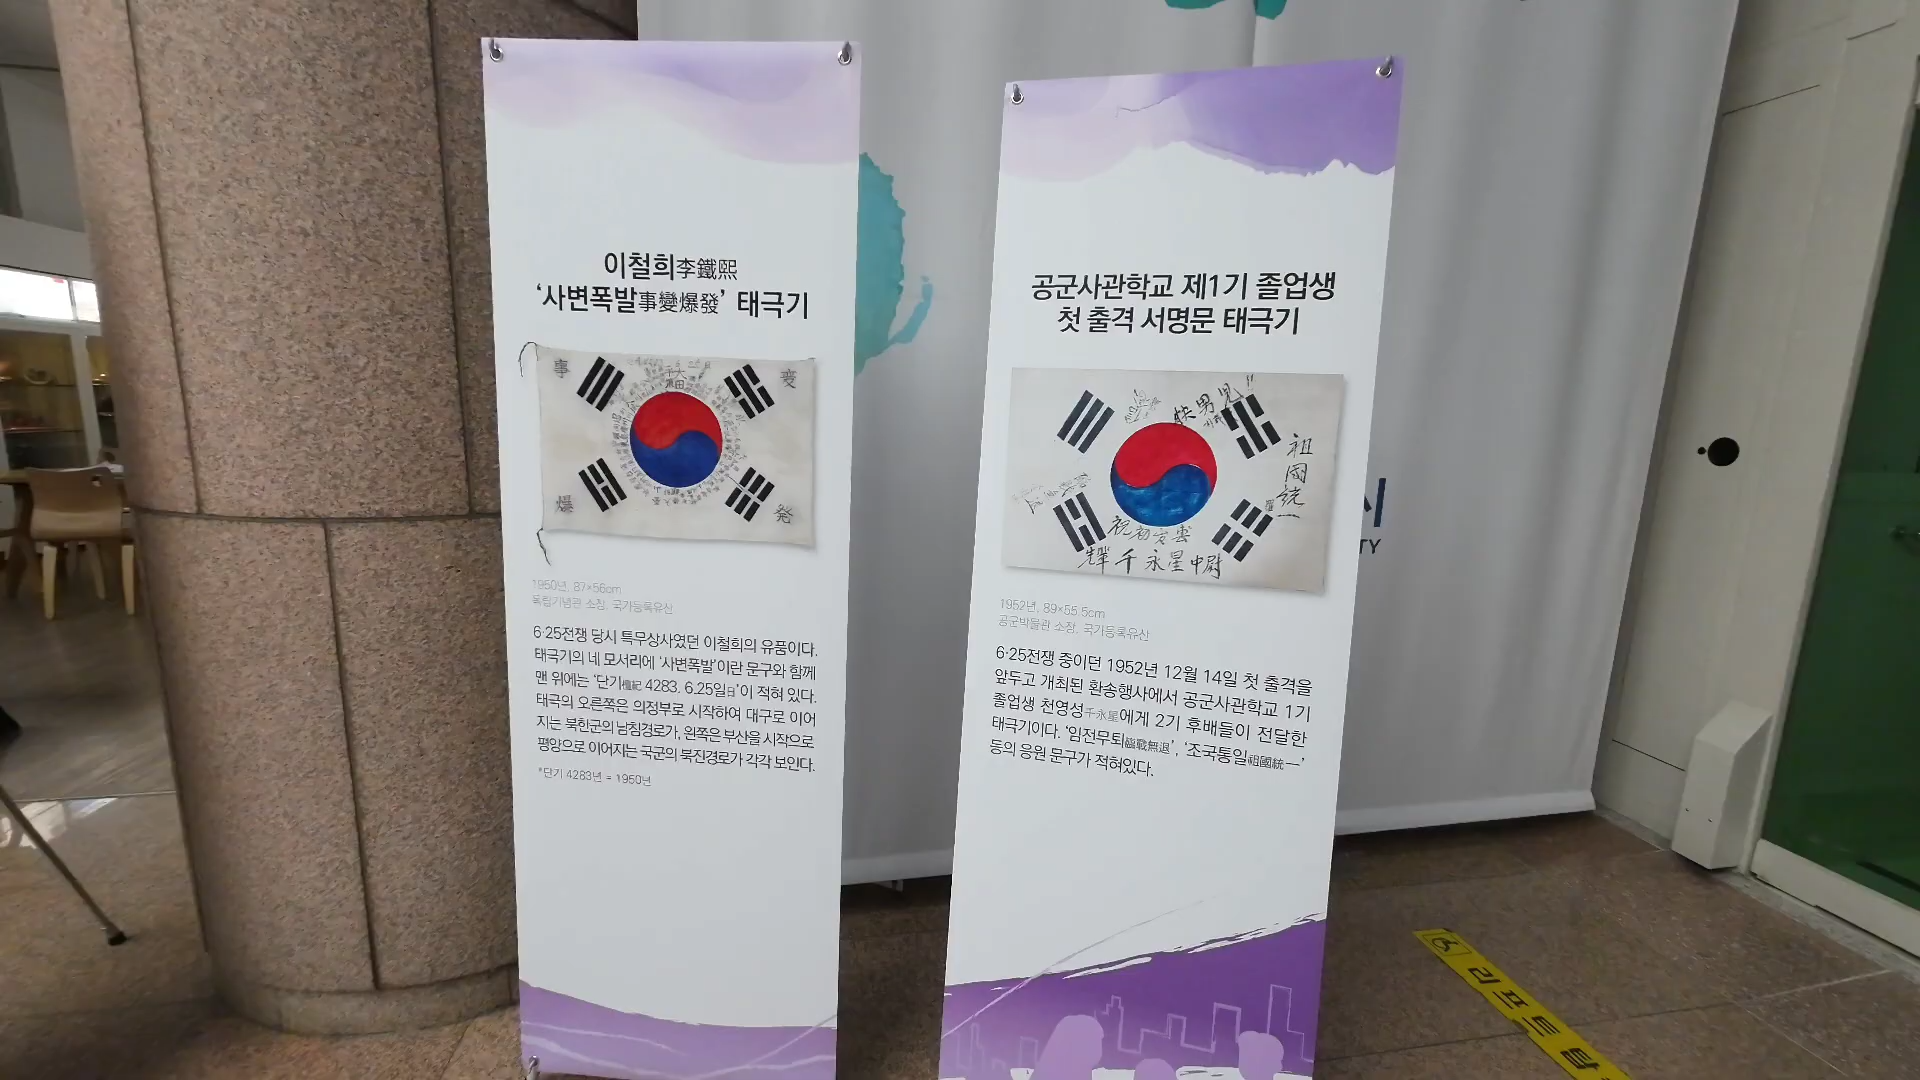 이철희李鐵熙
‘사변폭발事變爆發’ 태극기
事
変
爆
発
1950년, 87×56cm
독립기념관 소장, 국가등록유산
6·25전쟁 당시 특무상사였던 이철희의 유품이다.
태극기의 네 모서리에 ‘사변폭발’이란 문구와 함께
맨 위에는 ‘단기檀紀 4283. 6.25일日’이 적혀 있다.
태극의 오른쪽은 의정부로 시작하여 대구로 이어
지는 북한군의 남침경로가, 왼쪽은 부산을 시작으로
평양으로 이어지는 국군의 북진경로가 각각 보인다.
*단기 4283년 = 1950년
공군사관학교 제1기 졸업생
첫 출격 서명문 태극기
快男児!!
祖國統一
祝初出
先輩 千永星中尉
1952년, 89×55.5cm
공군박물관 소장, 국가등록유산
6·25전쟁 중이던 1952년 12월 14일 첫 출격을
앞두고 개최된 환송행사에서 공군사관학교 1기
졸업생 천영성千永星에게 2기 후배들이 전달한
태극기이다. ‘임전무퇴臨戰無退’, ‘조국통일祖國統一’
등의 응원 문구가 적혀있다.
시
TY
리프트 탑